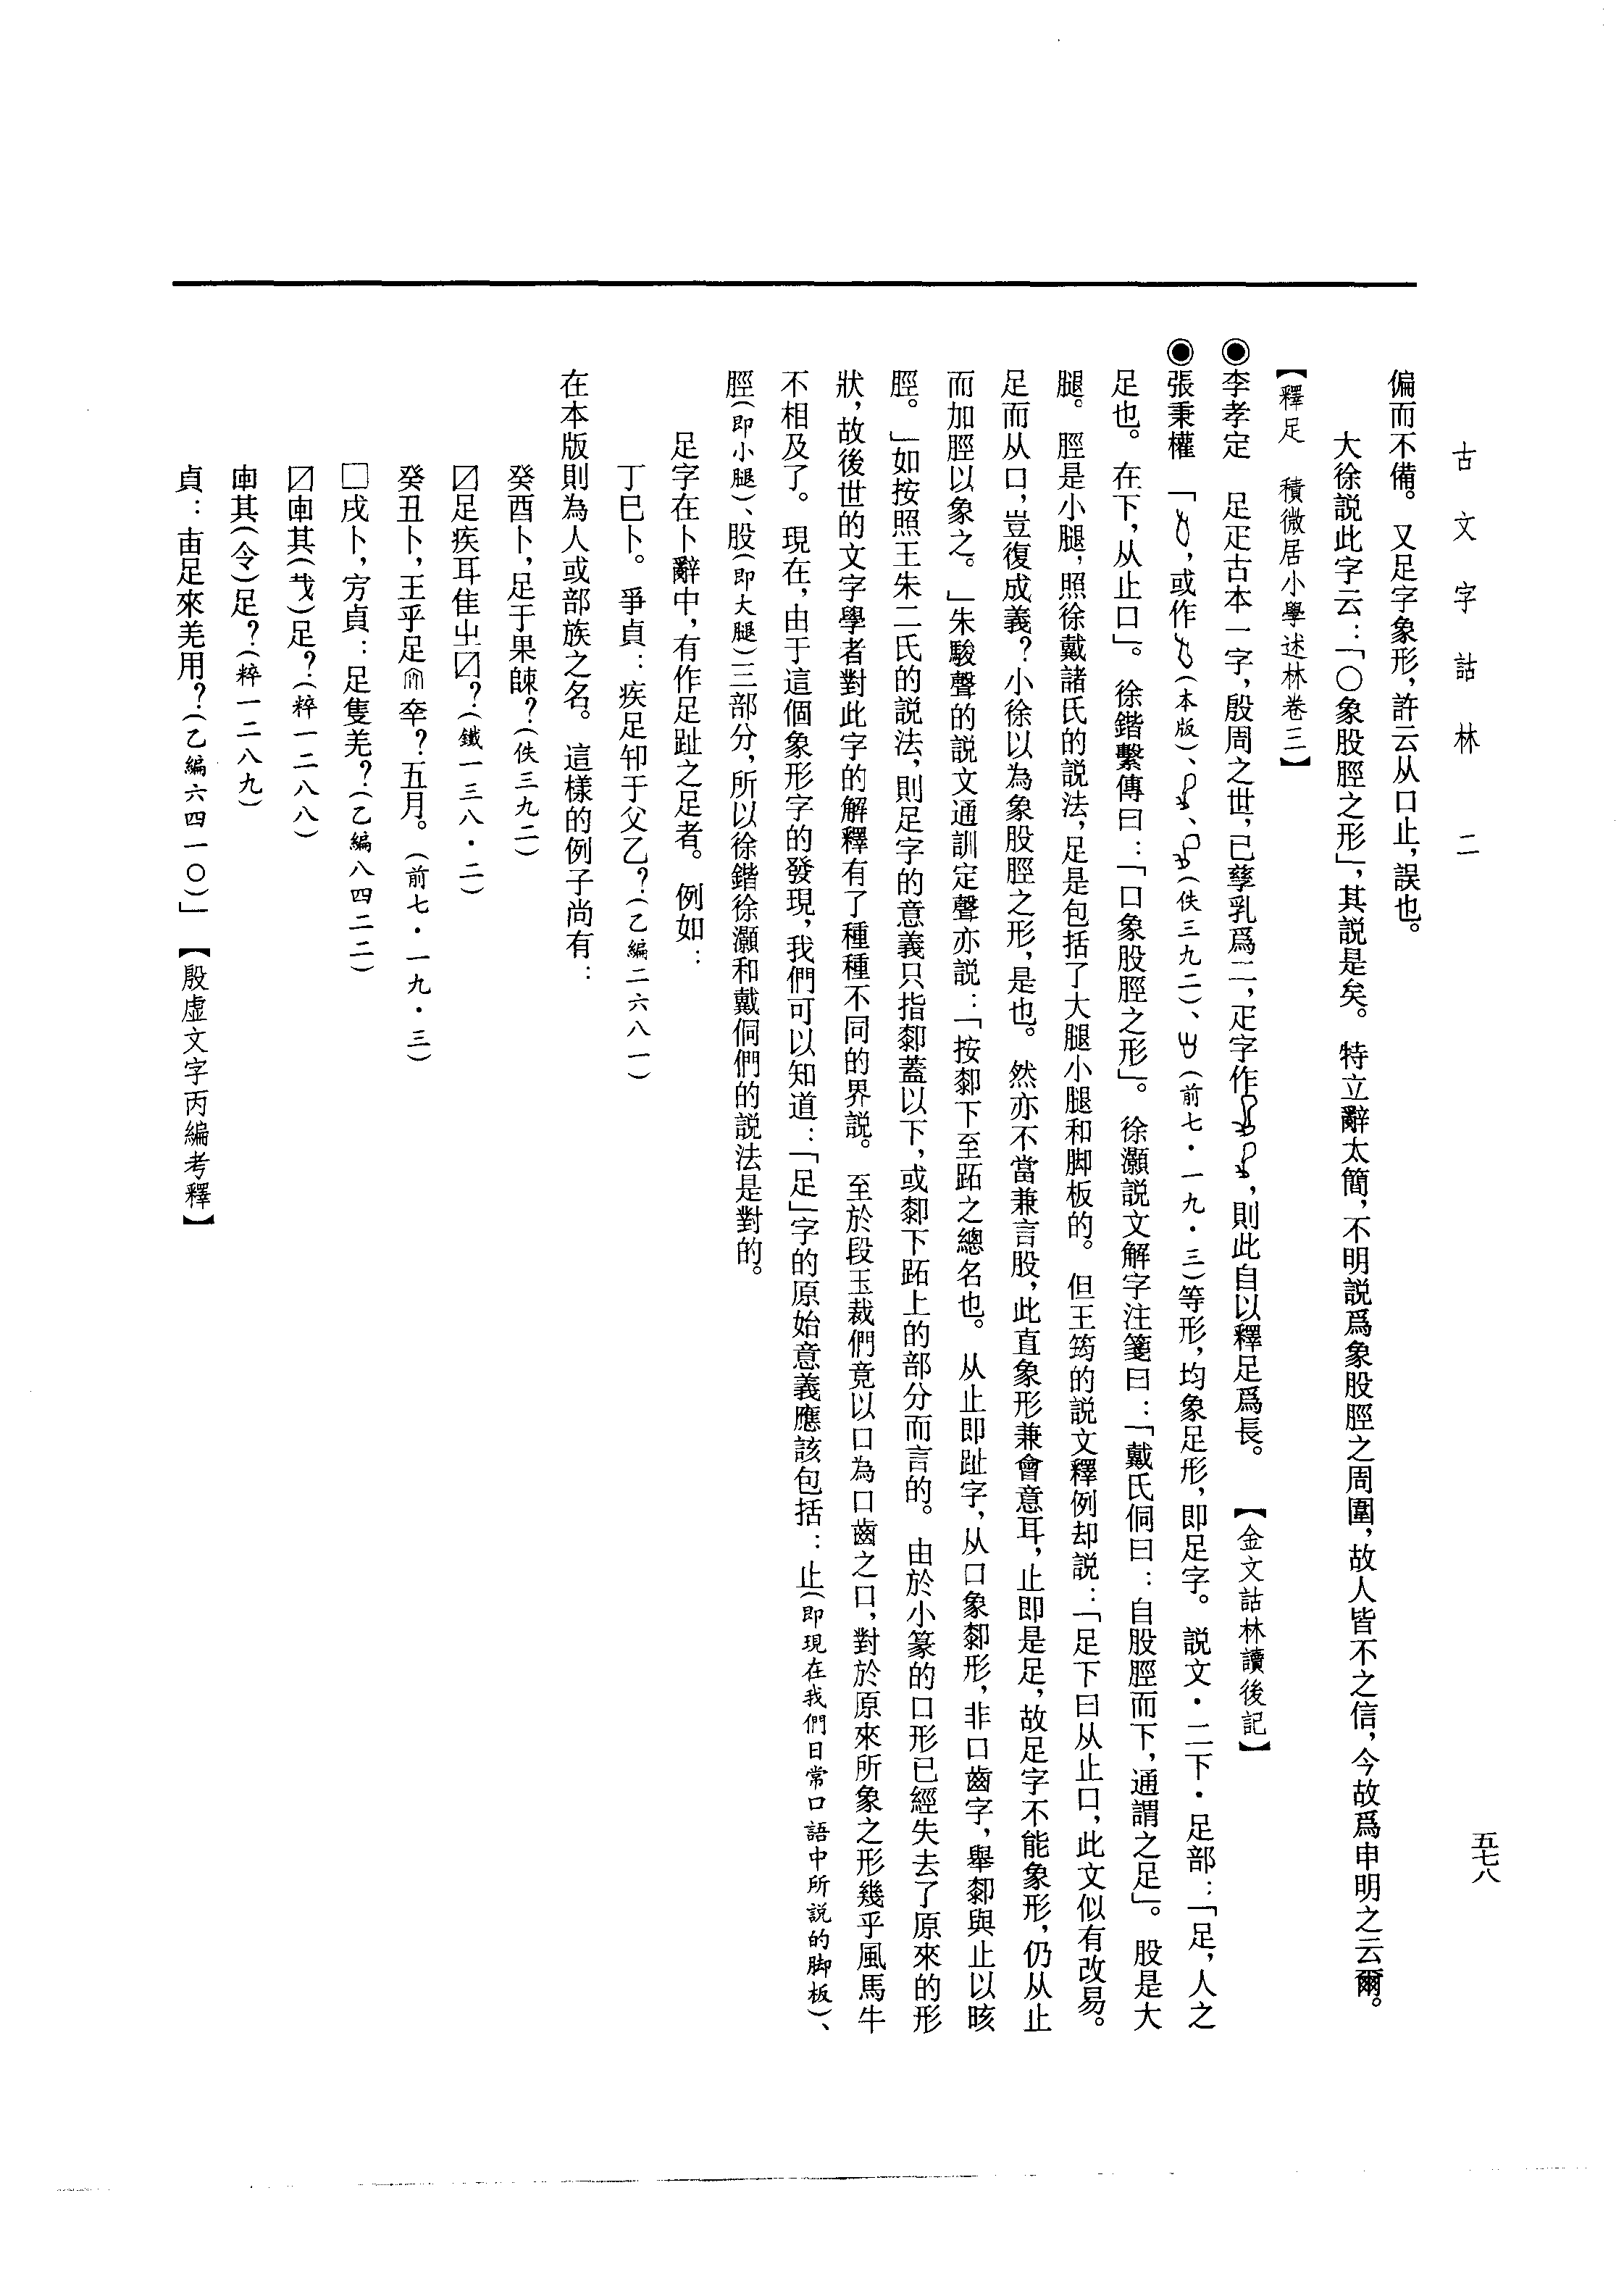 古文字詁林 二
五七八
偏而不備。又足字象形，許云从口止，誤也。
大徐説此字云：「〇象股脛之形」，其説是矣。特立辭太簡，不明説爲象股脛之周圍，故人皆不之信，今故爲申明之云爾。
【釋足 積微居小學述林卷三】
◉李孝定 足疋古本一字，殷周之世，已孳乳爲二，疋字作，則此自以釋足爲長。 【金文詁林讀後記】
◉張秉權 「，或作（本版）、、（佚三九二）、（前七·一九·三）等形，均象足形，即足字。説文·二下·足部：「足，人之
足也。在下，从止口」。徐鍇繫傳曰：「口象股脛之形」。徐灝説文解字注箋曰：「戴氏侗曰：自股脛而下，通謂之足」。股是大
腿。脛是小腿，照徐戴諸氏的説法，足是包括了大腿小腿和脚板的。但王筠的説文釋例却説：「足下曰从止口，此文似有改易。
足而从口，豈復成義？小徐以為象股脛之形，是也。然亦不當兼言股，此直象形兼會意耳，止即是足，故足字不能象形，仍从止
而加脛以象之。」朱駿聲的説文通訓定聲亦説：「按厀下至跖之總名也。从止即趾字，从口象厀形，非口齒字，舉厀與止以晐
脛。」如按照王朱二氏的説法，則足字的意義只指厀蓋以下，或厀下跖上的部分而言的。由於小篆的口形已經失去了原來的形
狀，故後世的文字學者對此字的解釋有了種種不同的界説。至於段玉裁們竟以口為口齒之口，對於原來所象之形幾乎風馬牛
不相及了。現在，由于這個象形字的發現，我們可以知道：「足」字的原始意義應該包括：止（即現在我們日常口語中所説的脚板）、
脛（即小腿）、股（即大腿）三部分，所以徐鍇徐灝和戴侗們的説法是對的。
足字在卜辭中，有作足趾之足者。例如：
丁巳卜。爭貞：疾足𢓊于父乙？（乙編二六八一）
在本版則為人或部族之名。這樣的例子尚有：
癸酉卜，足于果餗？（佚三九二）
〼足疾耳隹㞢〼？（鐵一三八·二）
癸丑卜，王乎足𠕋㚔？五月。（前七·一九·三）
□戌卜，方貞：足隻羌？（乙編八四二二）
〼𠦪其（𢦏）足？（粹一二八八）
𠦪其（令）足？（粹一二八九）
貞：𠧪足來羌用？（乙編六四一〇）」 【殷虛文字丙編考釋】